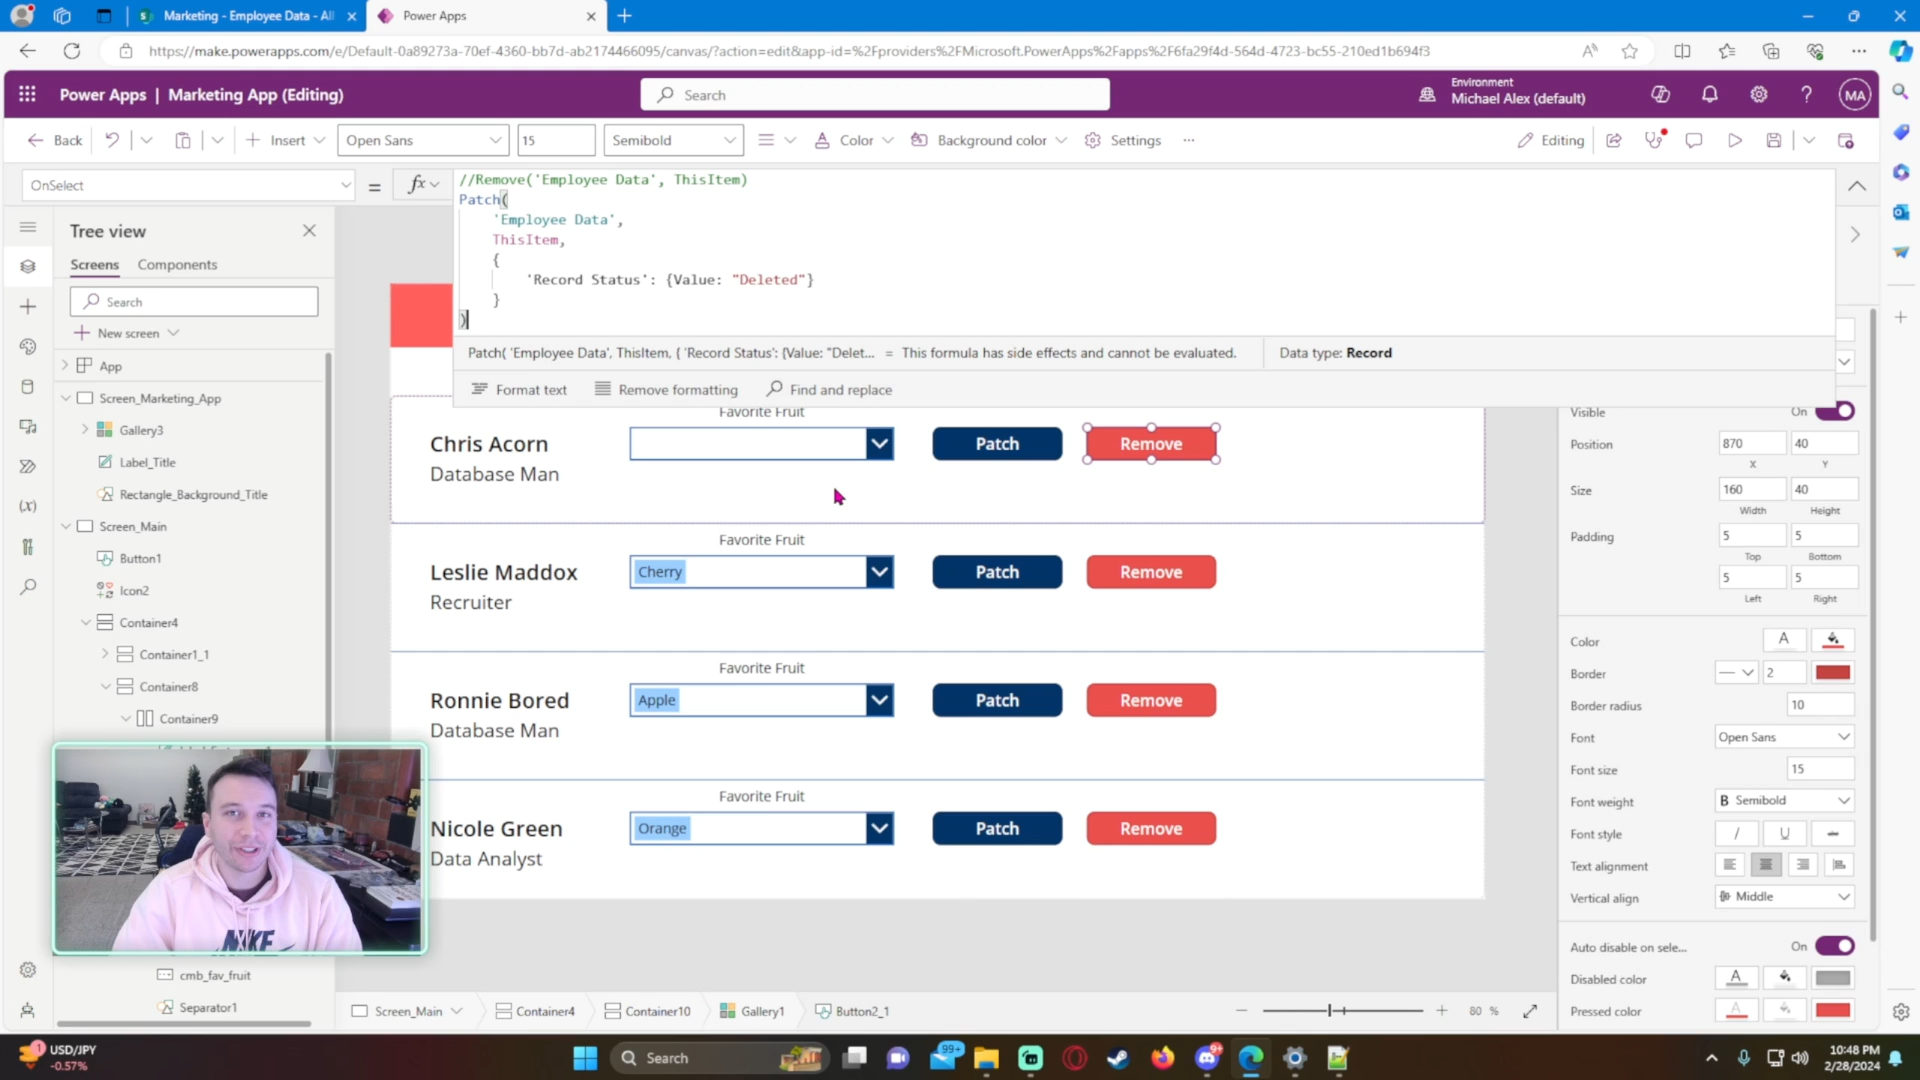 Marketing - Employee Data - All
Power Apps
https://make.powerapps.com/e/Default-0a89273a-70ef-4360-bb7d-ab2174466095/canvas/?action=edit&app-id=%2Fproviders%2FMicrosoft.PowerApps%2Fapps%2F6fa29f4d-564d-4723-bc55-210ed1b694f3
Power Apps | Marketing App (Editing)
Search
Environment
Michael Alex (default)
MA
Back
Insert
Open Sans
15
Semibold
Color
Background color
Settings
Editing
OnSelect
=
fx
//Remove('Employee Data', ThisItem)
Patch(
'Employee Data',
ThisItem,
{
'Record Status': {Value: "Deleted"}
}
)
Patch( 'Employee Data', ThisItem, { 'Record Status': {Value: "Delet... = This formula has side effects and cannot be evaluated.
Data type: Record
Format text
Remove formatting
Find and replace
Tree view
Screens
Components
Search
New screen
App
Screen_Marketing_App
Gallery3
Label_Title
Rectangle_Background_Title
Screen_Main
Button1
Icon2
Container4
Container1_1
Container8
Container9
cmb_fav_fruit
Separator1
Favorite Fruit
Chris Acorn
Database Man
Patch
Remove
Favorite Fruit
Leslie Maddox
Recruiter
Cherry
Patch
Remove
Favorite Fruit
Ronnie Bored
Database Man
Apple
Patch
Remove
Favorite Fruit
Nicole Green
Data Analyst
Orange
Patch
Remove
NIKE
Visible
On
Position
870
40
X
Y
Size
160
40
Width
Height
Padding
5
5
Top
Bottom
5
5
Left
Right
Color
A
Border
2
Border radius
10
Font
Open Sans
Font size
15
Font weight
B Semibold
Font style
/
U
Text alignment
Vertical align
Middle
Auto disable on sele...
On
Disabled color
A
Pressed color
A
Screen_Main
Container4
Container10
Gallery1
Button2_1
80 %
1
USD/JPY
-0.57%
Search
99+
9+
10:48 PM
2/28/2024